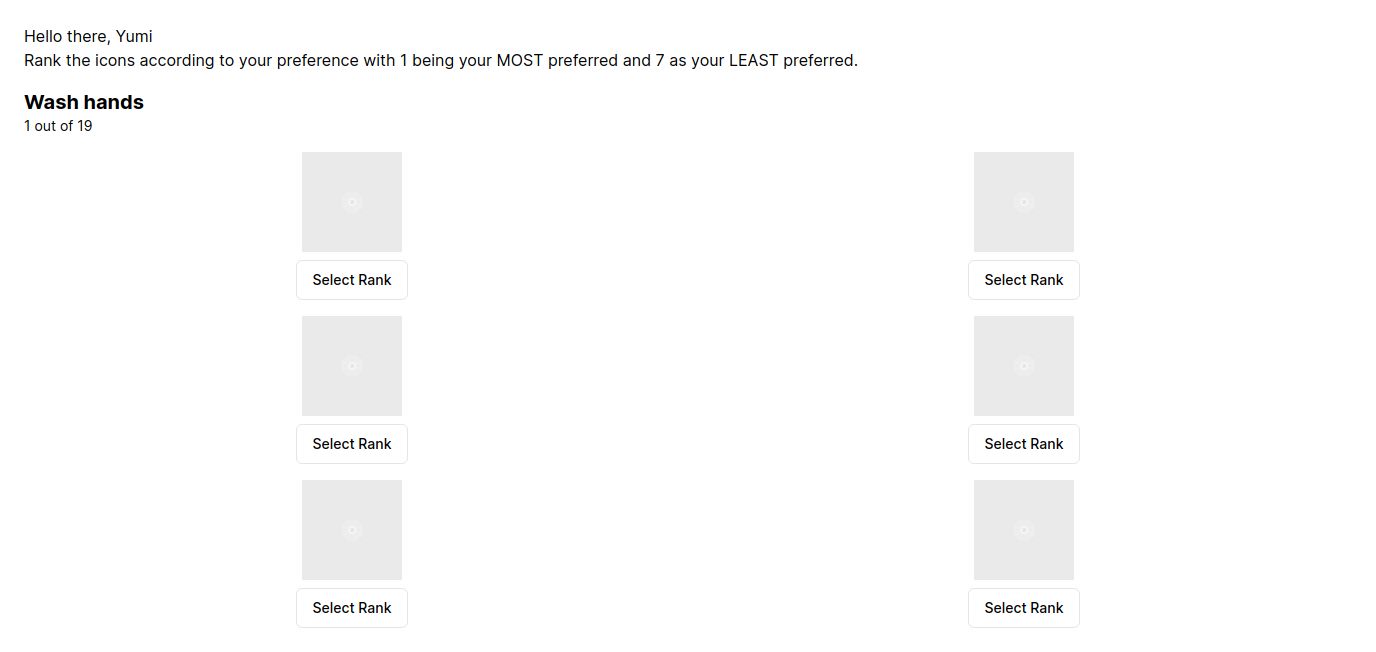 Hello there, Yumi
Rank the icons according to your preference with 1 being your MOST preferred and 7 as your LEAST preferred.
Wash hands
1 out of 19
Select Rank
Select Rank
Select Rank
Select Rank
Select Rank
Select Rank